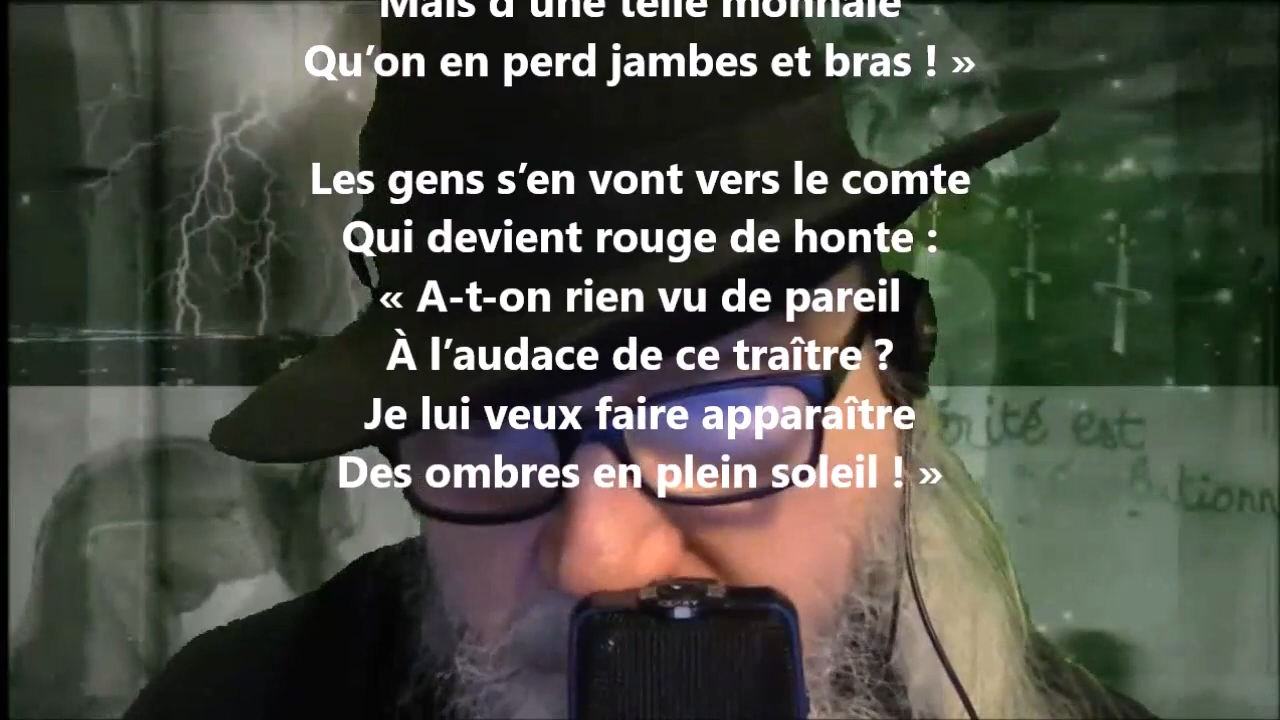 Mais d'une telle monnaie
Qu'on en perd jambes et bras ! »
Les gens s'en vont vers le comte
Qui devient rouge de honte :
« A-t-on rien vu de pareil
À l'audace de ce traître ?
Je lui veux faire apparaître
Des ombres en plein soleil ! »
érité est